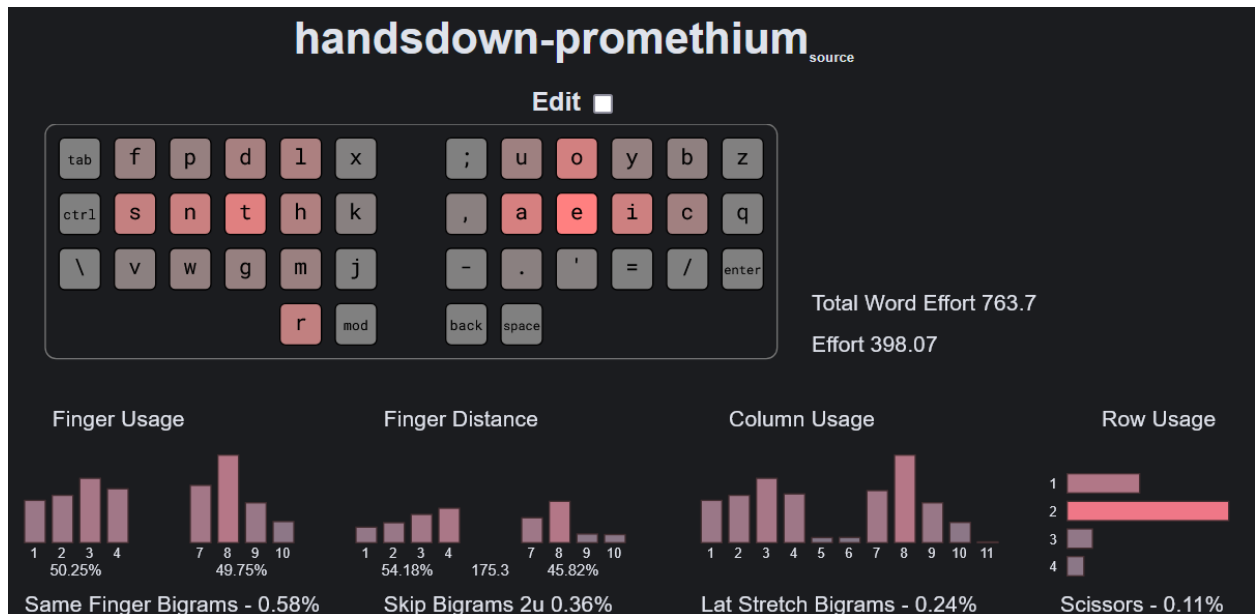 handsdown-promethium source
Edit
tab f p d l x ; u o y b z
ctrl s n t h k , a e i c q
\ v w g m j - . ' = / enter
r mod back space
Total Word Effort 763.7
Effort 398.07
Finger Usage Finger Distance Column Usage Row Usage
1
2
3
4
1 2 3 4 7 8 9 10 1 2 3 4 7 8 9 10 1 2 3 4 5 6 7 8 9 10 11
50.25% 49.75% 54.18% 175.3 45.82%
Same Finger Bigrams - 0.58% Skip Bigrams 2u 0.36% Lat Stretch Bigrams - 0.24% Scissors - 0.11%